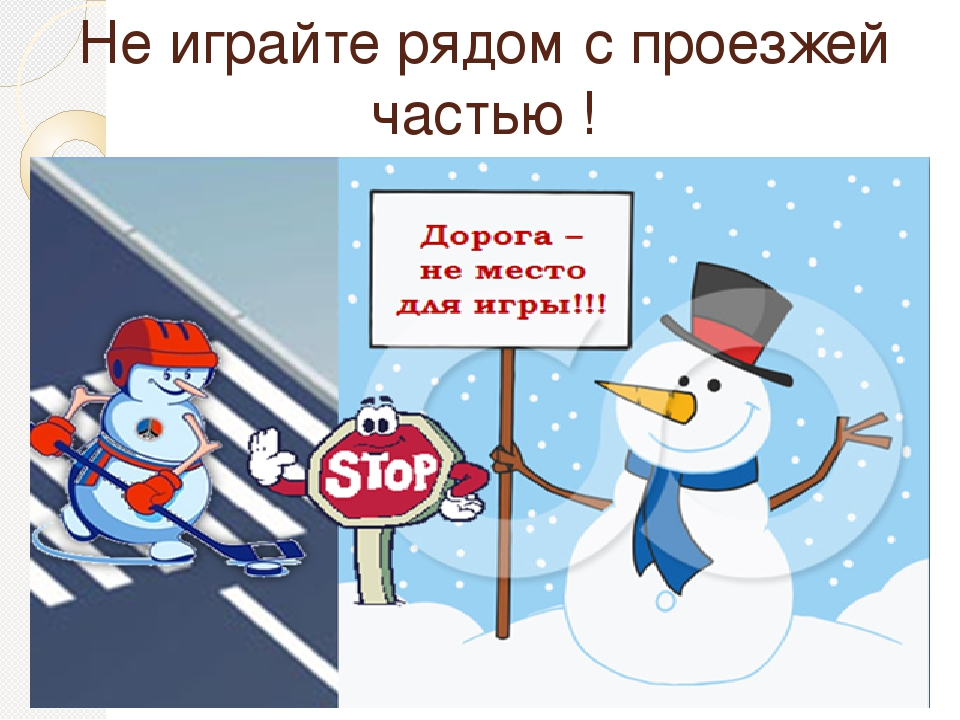 Не играйте рядом с проезжей
частью !
Дорога –
не место
для игры!!!
STOP